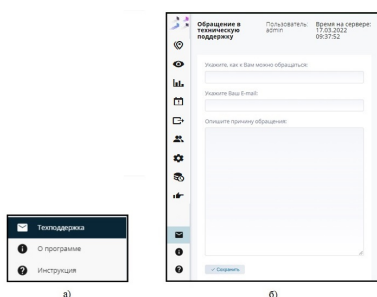 Обращение в
техническую
поддержку
Пользователь:
admin
Время на сервере:
17.03.2022
09:37:52
Укажите, как к Вам можно обращаться:
Укажите Ваш E-mail:
Опишите причину обращения:
Сохранить
Техподдержка
О программе
Инструкция
а)
б)